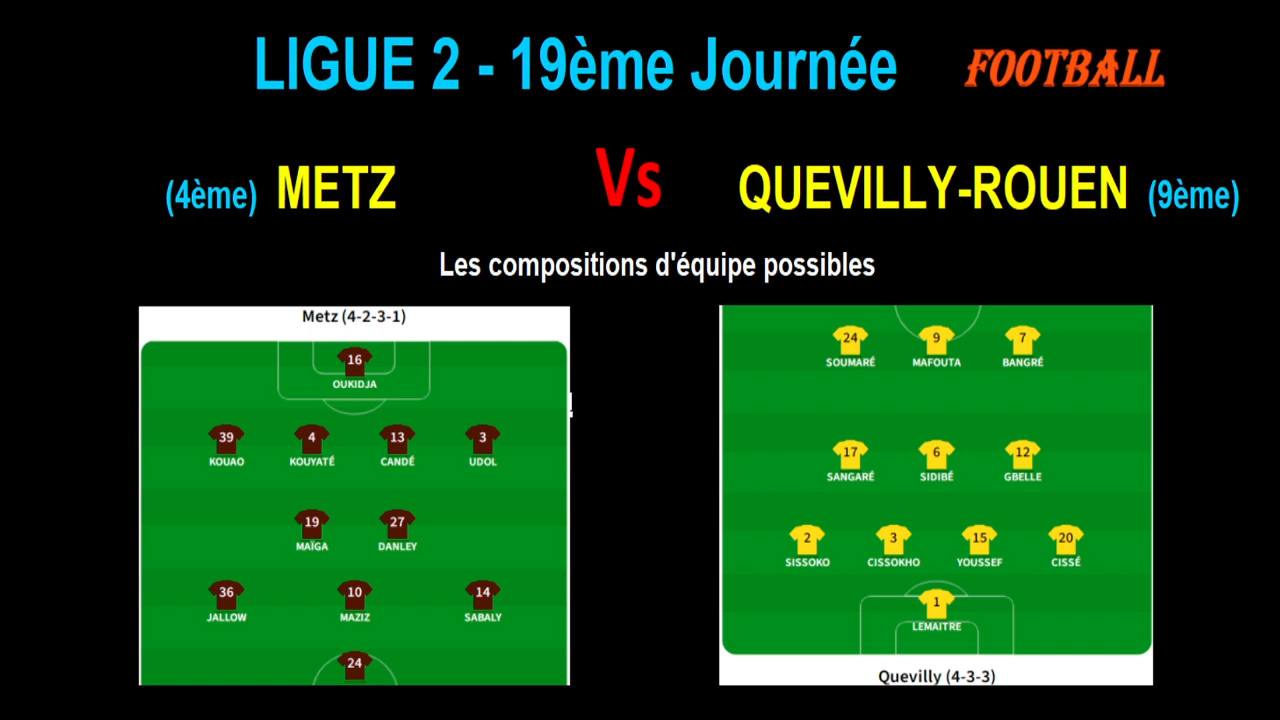 LIGUE 2 - 19ème Journée FOOTBALL
(4ème) METZ Vs QUEVILLY-ROUEN (9ème)
Les compositions d'équipe possibles
Metz (4-2-3-1)
16
OUKIDJA
39 4 13 3
KOUAO KOUYATÉ CANDÉ UDOL
19 27
MAÏGA DANLEY
36 10 14
JALLOW MAZIZ SABALY
24
24 9 7
SOUMARÉ MAFOUTA BANGRÉ
17 6 12
SANGARÉ SIDIBÉ GBELLE
2 3 15 20
SISSOKO CISSOKHO YOUSSEF CISSÉ
1
LEMAITRE
Quevilly (4-3-3)